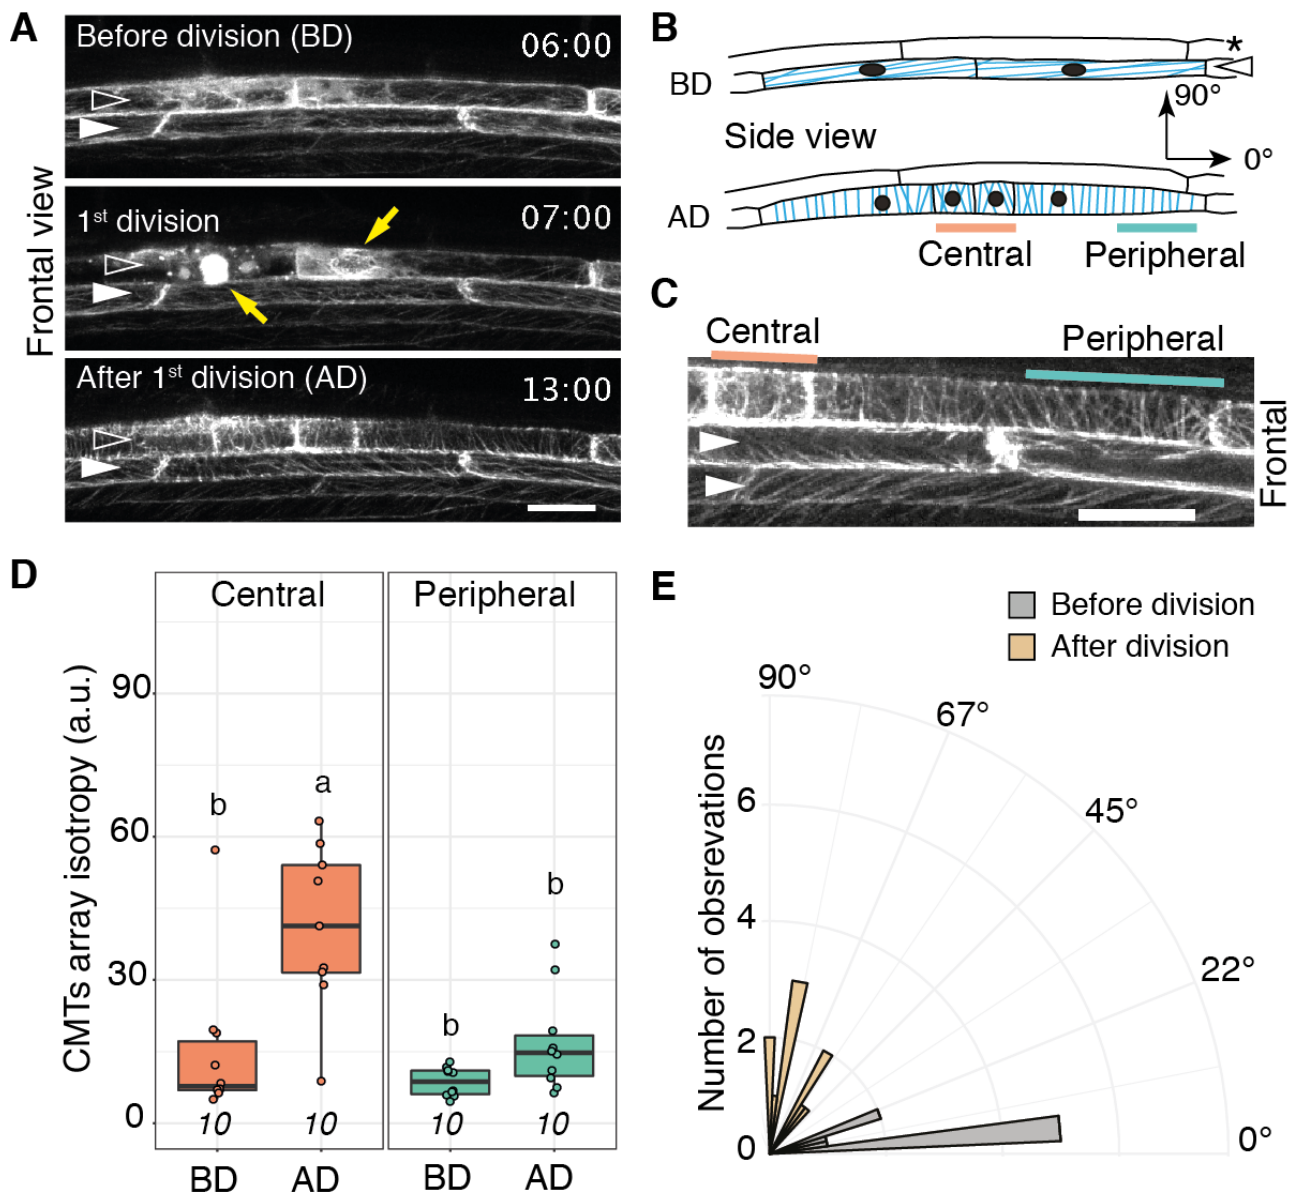 A
Before division (BD)
06:00
1st division
07:00
After 1st division (AD)
13:00
Frontal view
B
BD
*
90°
0°
Side view
AD
Central
Peripheral
C
Central
Peripheral
Frontal
D
Central
Peripheral
CMTs array isotropy (a.u.)
90
60
30
0
b
a
b
b
10
10
10
10
BD
AD
BD
AD
E
Before division
After division
90°
67°
45°
22°
0°
Number of obsrevations
6
4
2
0